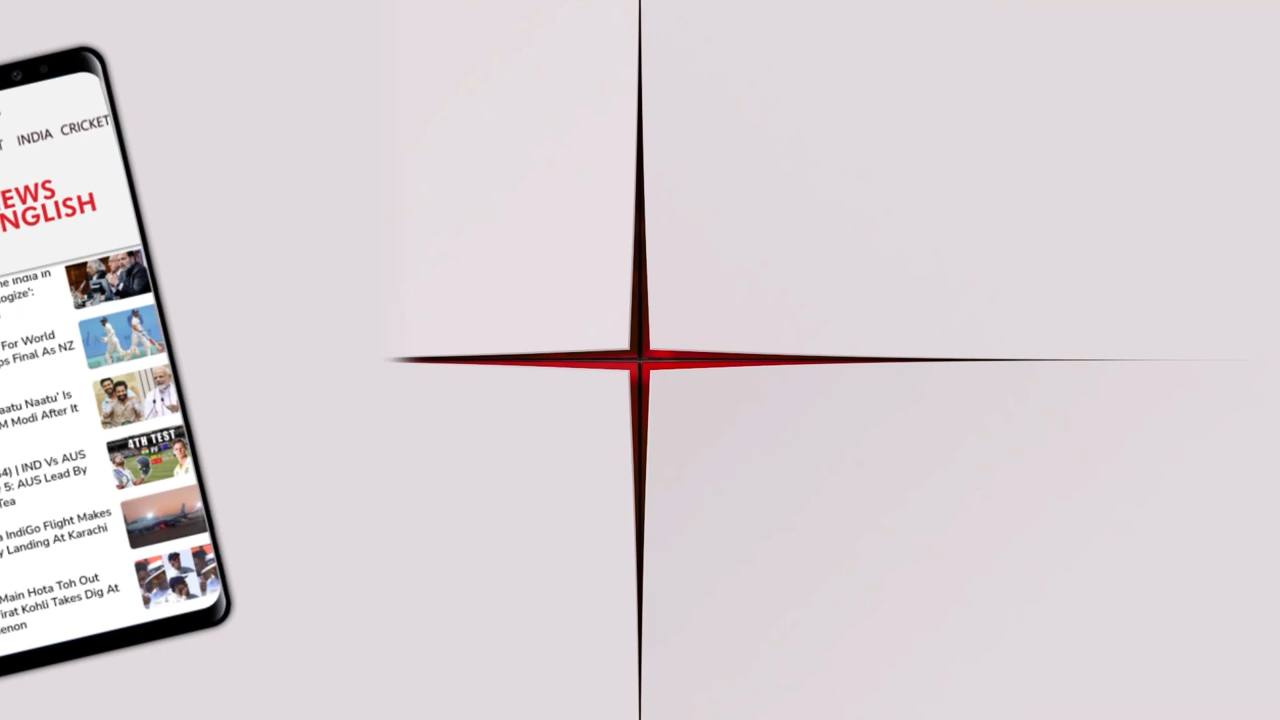 INDIA CRICKET
EWS
NGLISH
India In
ogize':
For World
ps Final As NZ
aatu Naatu' Is
M Modi After It
4) | IND Vs AUS
5: AUS Lead By
Tea
4TH TEST
IndiGo Flight Makes
y Landing At Karachi
Main Hota Toh Out
irat Kohli Takes Dig At
enon